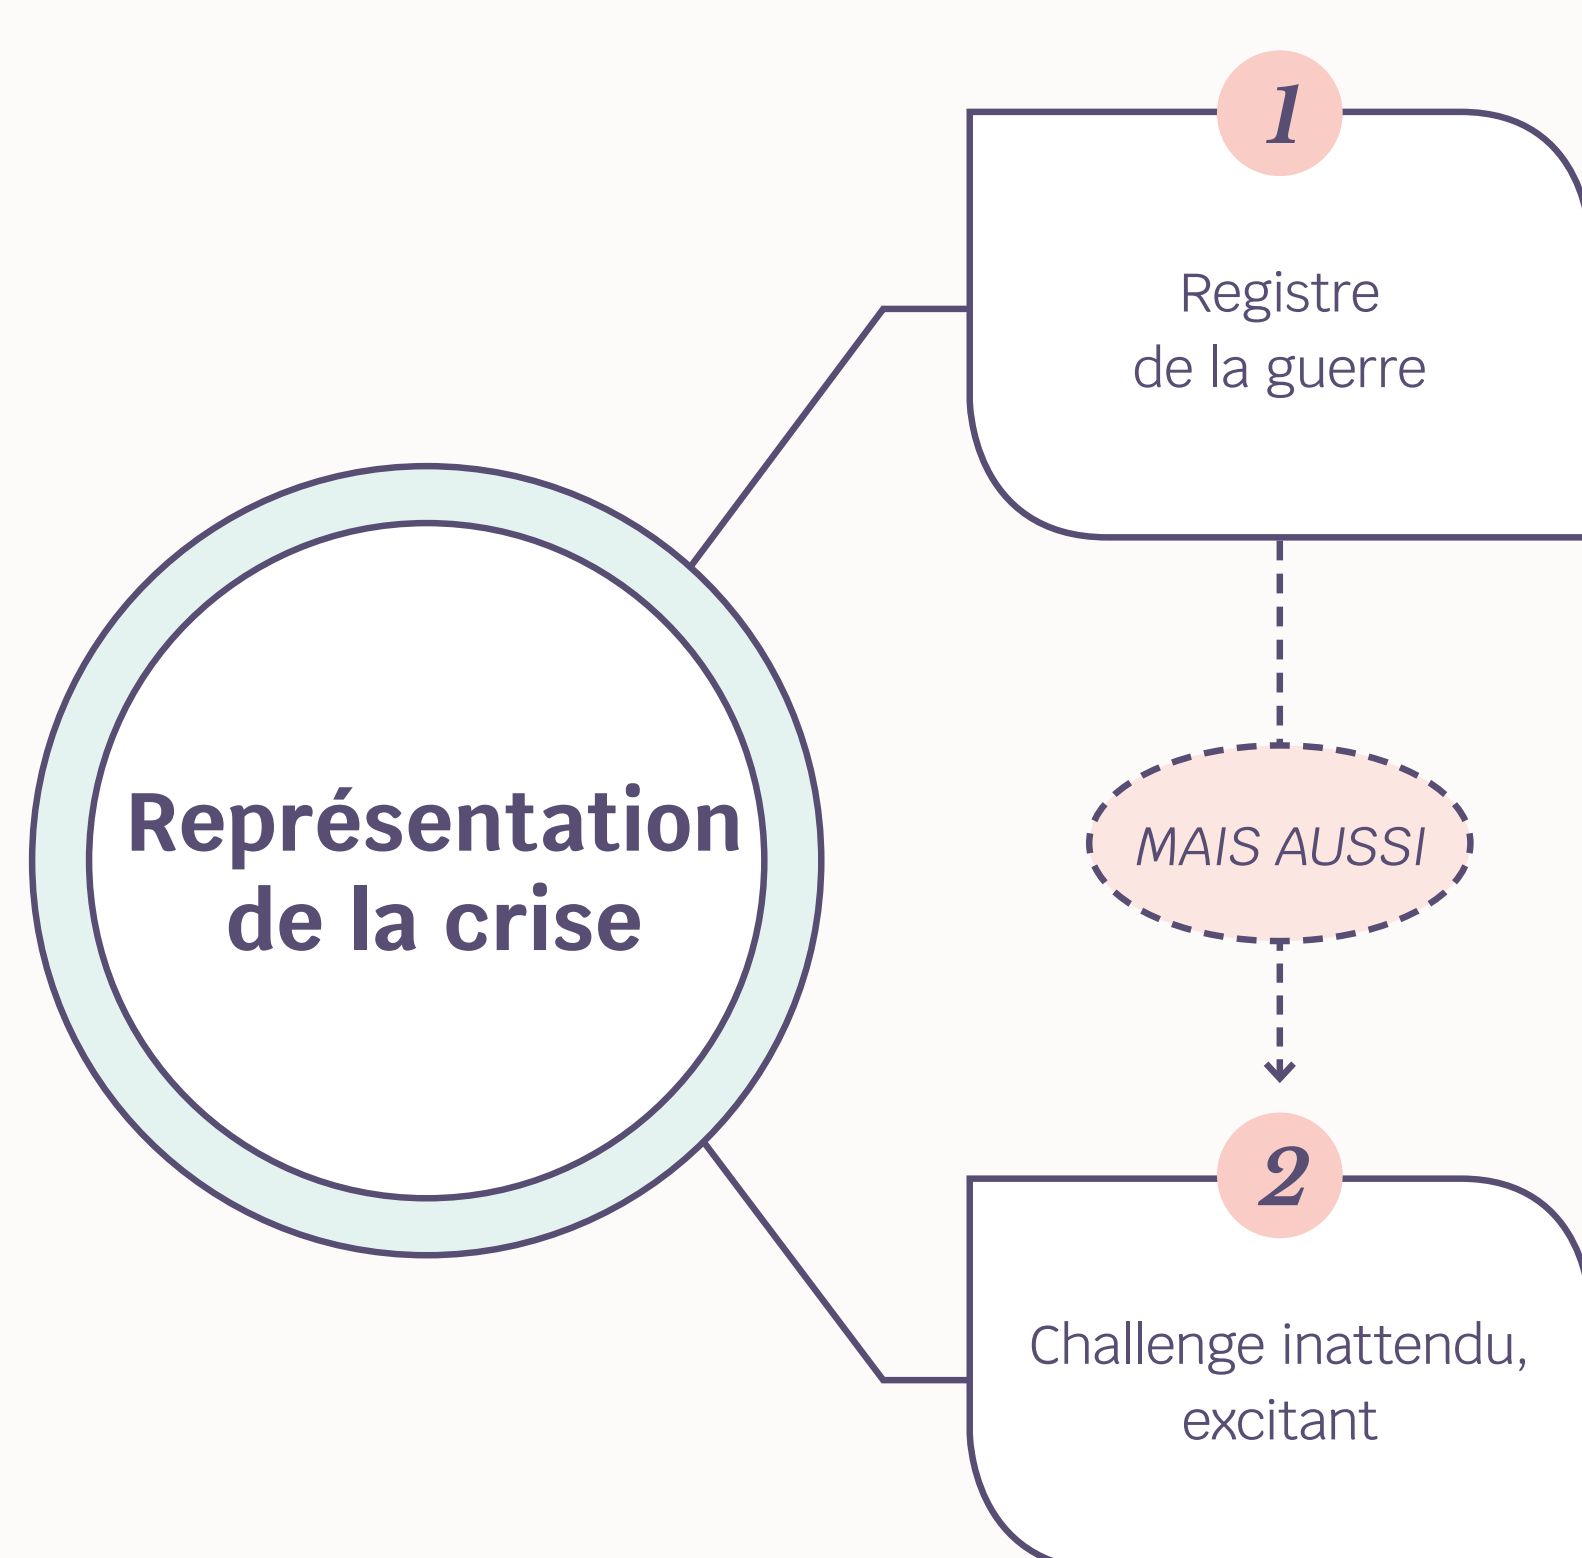 1
Registre
de la guerre
Représentation
de la crise
MAIS AUSSI
2
Challenge inattendu,
excitant